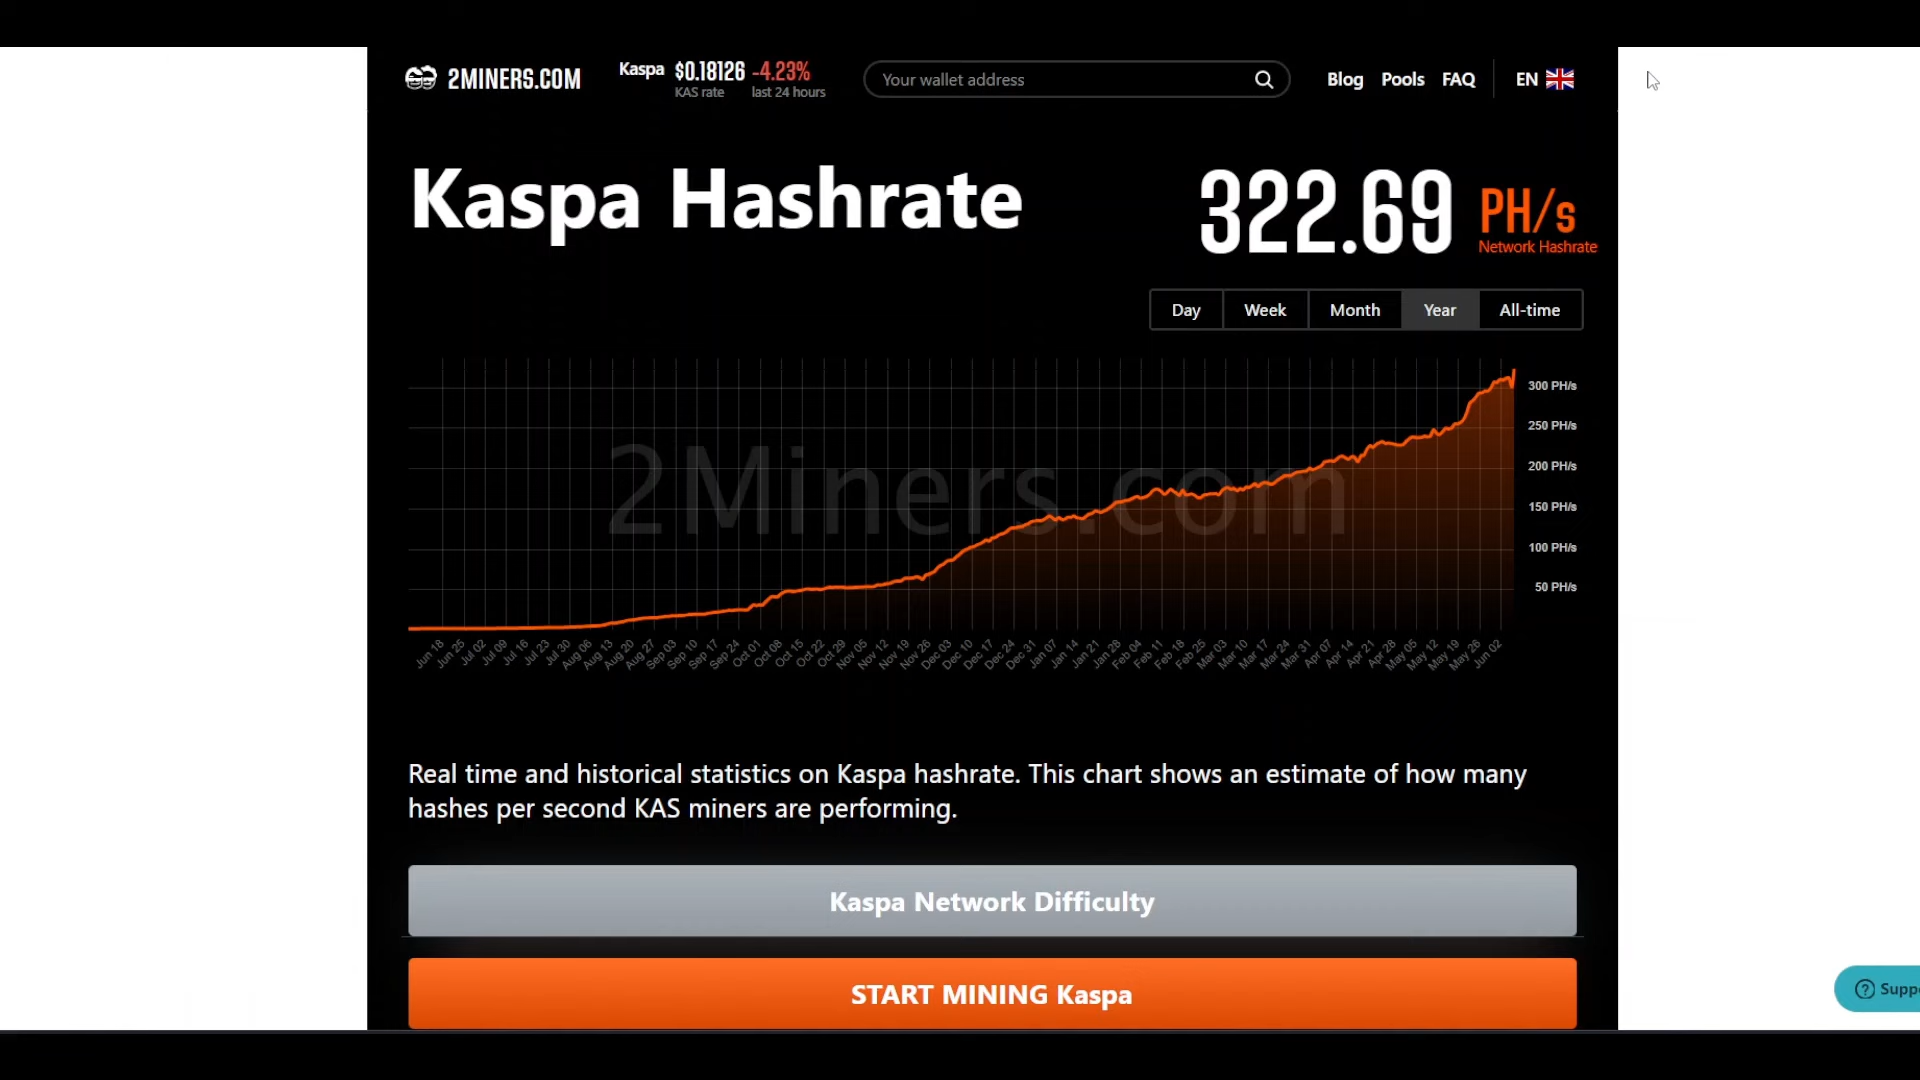 2MINERS.COM
Kaspa $0.18126 -4.23%
KAS rate last 24 hours
Your wallet address
Blog Pools FAQ EN
Kaspa Hashrate
322.69 PH/s
Network Hashrate
Day Week Month Year All-time
2Miners.com
300 PH/s
250 PH/s
200 PH/s
150 PH/s
100 PH/s
50 PH/s
Jun 18 Jun 25 Jul 02 Jul 09 Jul 16 Jul 23 Jul 30 Aug 06 Aug 13 Aug 20 Aug 27 Sep 03 Sep 10 Sep 17 Sep 24 Oct 01 Oct 08 Oct 15 Oct 22 Oct 29 Nov 05 Nov 12 Nov 19 Nov 26 Dec 03 Dec 10 Dec 17 Dec 24 Dec 31 Jan 07 Jan 14 Jan 21 Jan 28 Feb 04 Feb 11 Feb 18 Feb 25 Mar 03 Mar 10 Mar 17 Mar 24 Mar 31 Apr 07 Apr 14 Apr 21 Apr 28 May 05 May 12 May 19 May 26 Jun 02
Real time and historical statistics on Kaspa hashrate. This chart shows an estimate of how many
hashes per second KAS miners are performing.
Kaspa Network Difficulty
START MINING Kaspa
? Suppo